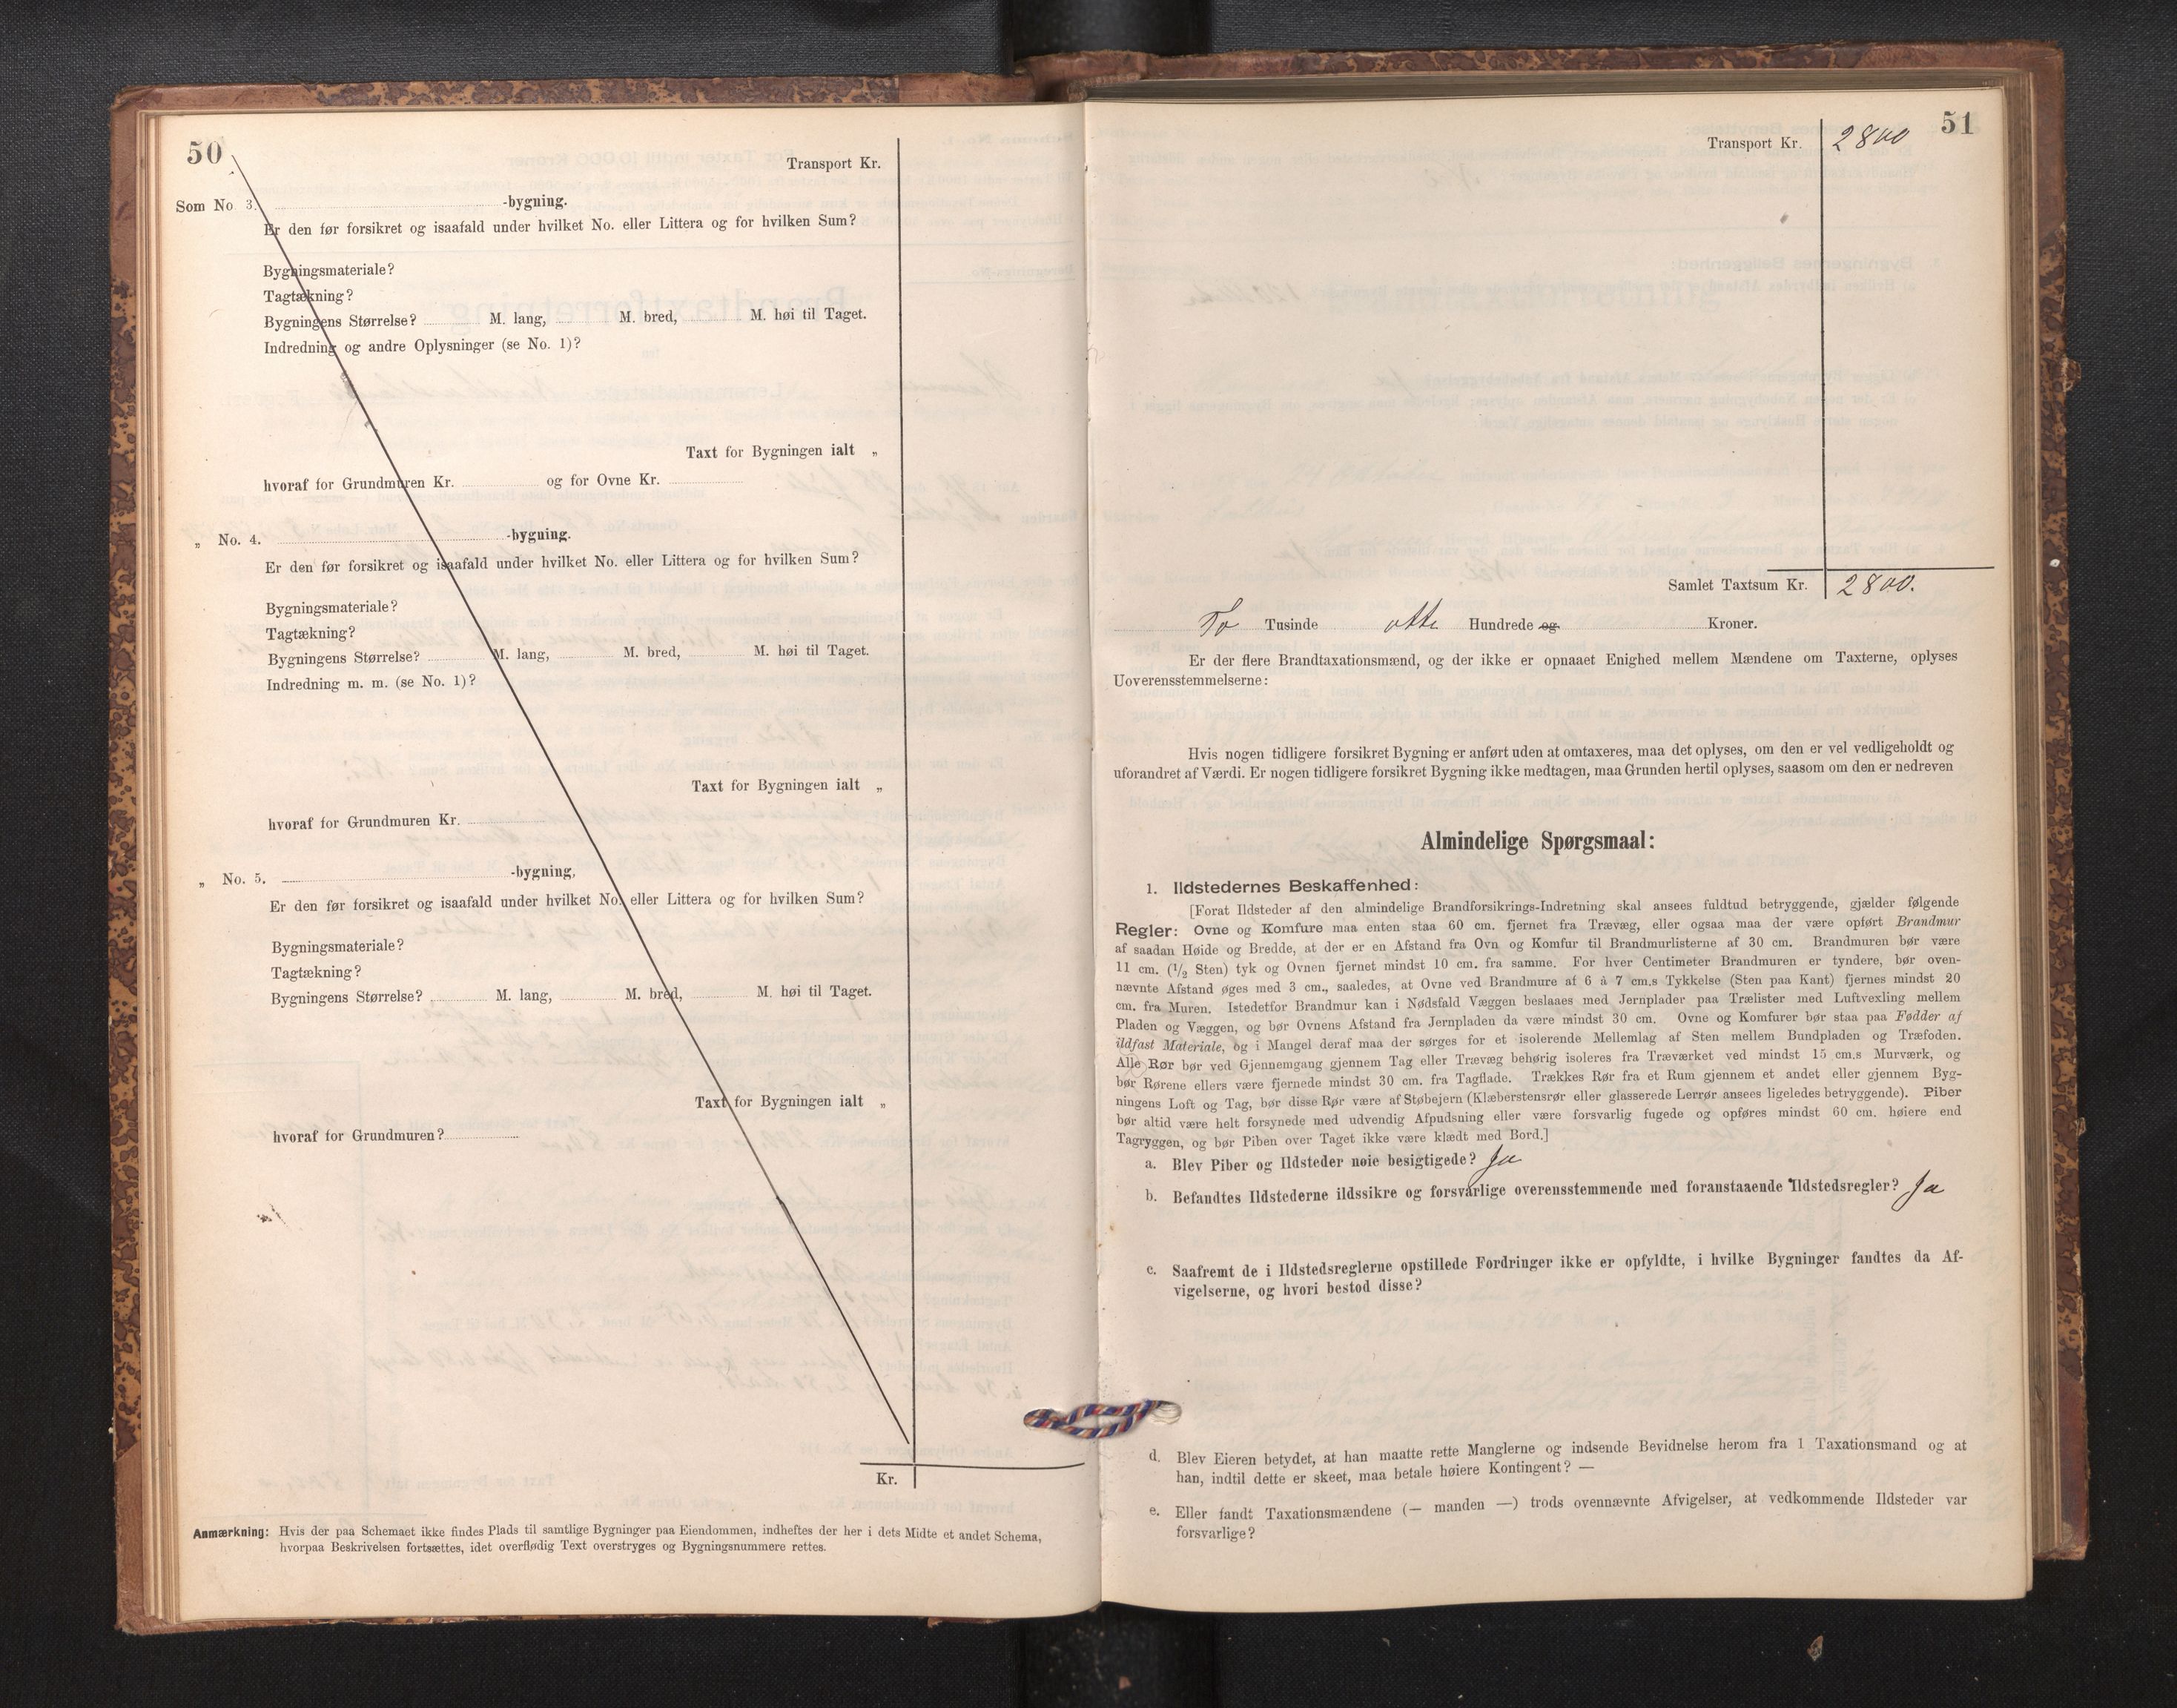 50
Transport Kr.
Som No. 3. -bygning.
Er den før forsikret og isaafald under hvilket No. eller Littera og for hvilken Sum?
Bygningsmateriale?
Tagtækning?
Bygningens Størrelse? M. lang, M. bred, M. høi til Taget.
Indredning og andre Oplysninger (se No. 1)?
Taxt for Bygningen ialt „
hvoraf for Grundmuren Kr. og for Ovne Kr.
„ No. 4. -bygning.
Er den før forsikret og isaafald under hvilket No. eller Littera og for hvilken Sum?
Bygningsmateriale?
Tagtækning?
Bygningens Størrelse? M. lang, M. bred, M. høi til Taget.
Indredning m. m. (se No. 1)?
Taxt for Bygningen ialt „
hvoraf for Grundmuren Kr.
„ No. 5. -bygning,
Er den før forsikret og isaafald under hvilket No. eller Littera og for hvilken Sum?
Bygningsmateriale?
Tagtækning?
Bygningens Størrelse? M. lang, M. bred, M. høi til Taget.
Taxt for Bygningen ialt „
hvoraf for Grundmuren?
Kr.
Anmærkning: Hvis der paa Schemaet ikke findes Plads til samtlige Bygninger paa Eiendommen, indheftes der her i dets Midte et andet Schema,
hvorpaa Beskrivelsen fortsættes, idet overflødig Text overstryges og Bygningsnummere rettes.
51
Transport Kr. 2800
Samlet Taxtsum Kr. 2800.
To Tusinde otte Hundrede og Kroner.
Er der flere Brandtaxationsmænd, og der ikke er opnaaet Enighed mellem Mændene om Taxterne, oplyses
Uoverensstemmelserne:
Hvis nogen tidligere forsikret Bygning er anført uden at omtaxeres, maa det oplyses, om den er vel vedligeholdt og
uforandret af Værdi. Er nogen tidligere forsikret Bygning ikke medtagen, maa Grunden hertil oplyses, saasom om den er nedreven
Almindelige Spørgsmaal:
1. Ildstedernes Beskaffenhed:
[Forat Ildsteder af den almindelige Brandforsikrings-Indretning skal ansees fuldtud betryggende, gjælder følgende
Regler: Ovne og Komfure maa enten staa 60 cm. fjernet fra Trævæg, eller ogsaa maa der være opført Brandmur
af saadan Høide og Bredde, at der er en Afstand fra Ovn og Komfur til Brandmurlisterne af 30 cm. Brandmuren bør være
11 cm. (1/2 Sten) tyk og Ovnen fjernet mindst 10 cm. fra samme. For hver Centimeter Brandmuren er tyndere, bør oven-
nævnte Afstand øges med 3 cm., saaledes, at Ovne ved Brandmure af 6 à 7 cm.s Tykkelse (Sten paa Kant) fjernes mindst 20
cm. fra Muren. Istedetfor Brandmur kan i Nødsfald Væggen beslaaes med Jernplader paa Trælister med Luftvexling mellem
Pladen og Væggen, og bør Ovnens Afstand fra Jernpladen da være mindst 30 cm. Ovne og Komfurer bør staa paa Fødder af
ildfast Materiale, og i Mangel deraf maa der sørges for et isolerende Mellemlag af Sten mellem Bundpladen og Træfoden.
Alle Rør bør ved Gjennemgang gjennem Tag eller Trævæg behørig isoleres fra Træværket ved mindst 15 cm.s Murværk, og
bør Rørene ellers være fjernede mindst 30 cm. fra Tagflade. Trækkes Rør fra et Rum gjennem et andet eller gjennem Byg-
ningens Loft og Tag, bør disse Rør være af Støbejern (Klæberstensrør eller glasserede Lerrør ansees ligeledes betryggende). Piber
bør altid være helt forsynede med udvendig Afpudsning eller være forsvarlig fugede og opføres mindst 60 cm. høiere end
Tagryggen, og bør Piben over Taget ikke være klædt med Bord.]
a. Blev Piber og Ildsteder nøie besigtigede? Ja
b. Befandtes Ildstederne ildssikre og forsvarlige overensstemmende med foranstaaende Ildstedsregler? Ja
c. Saafremt de i Ildstedsreglerne opstillede Fordringer ikke er opfyldte, i hvilke Bygninger fandtes da Af-
vigelserne, og hvori bestod disse?
d. Blev Eieren betydet, at han maatte rette Manglerne og indsende Bevidnelse herom fra 1 Taxationsmand og at
han, indtil dette er skeet, maa betale høiere Kontingent? —
e. Eller fandt Taxationsmændene (— manden —) trods ovennævnte Afvigelser, at vedkommende Ildsteder var
forsvarlige?